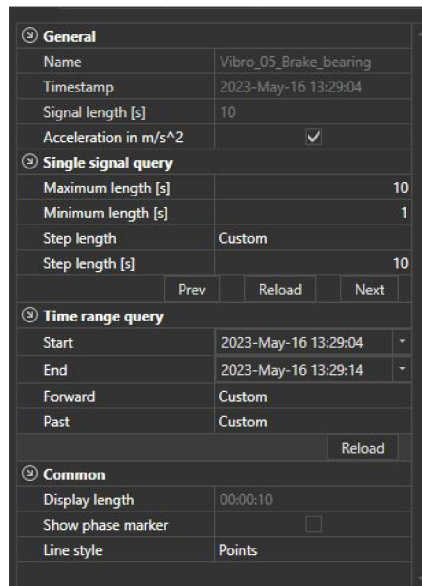 General
Name Vibro_05_Brake_bearing
Timestamp 2023-May-16 13:29:04
Signal length [s] 10
Acceleration in m/s^2
Single signal query
Maximum length [s] 10
Minimum length [s] 1
Step length Custom
Step length [s] 10
Prev Reload Next
Time range query
Start 2023-May-16 13:29:04
End 2023-May-16 13:29:14
Forward Custom
Past Custom
Reload
Common
Display length 00:00:10
Show phase marker
Line style Points